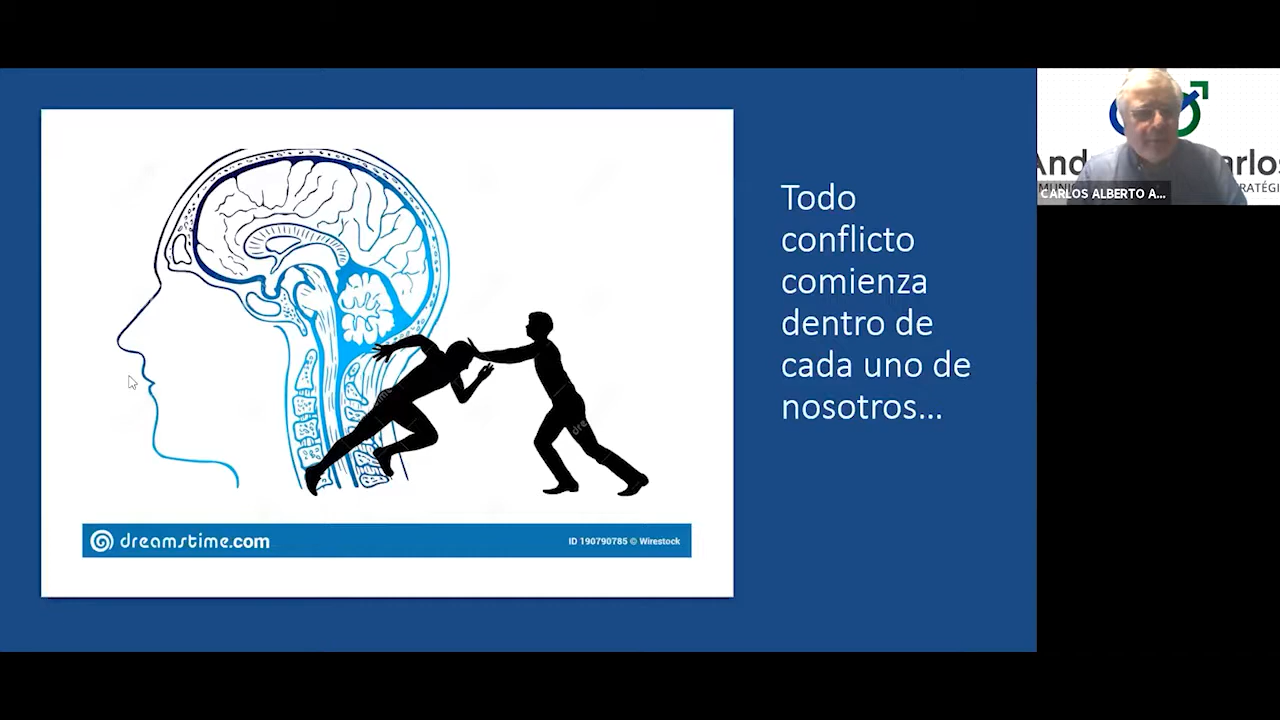 Todo
conflicto
comienza
dentro de
cada uno de
nosotros...
dreamstime.com
ID 190790785 © Wirestock
CARLOS ALBERTO A...